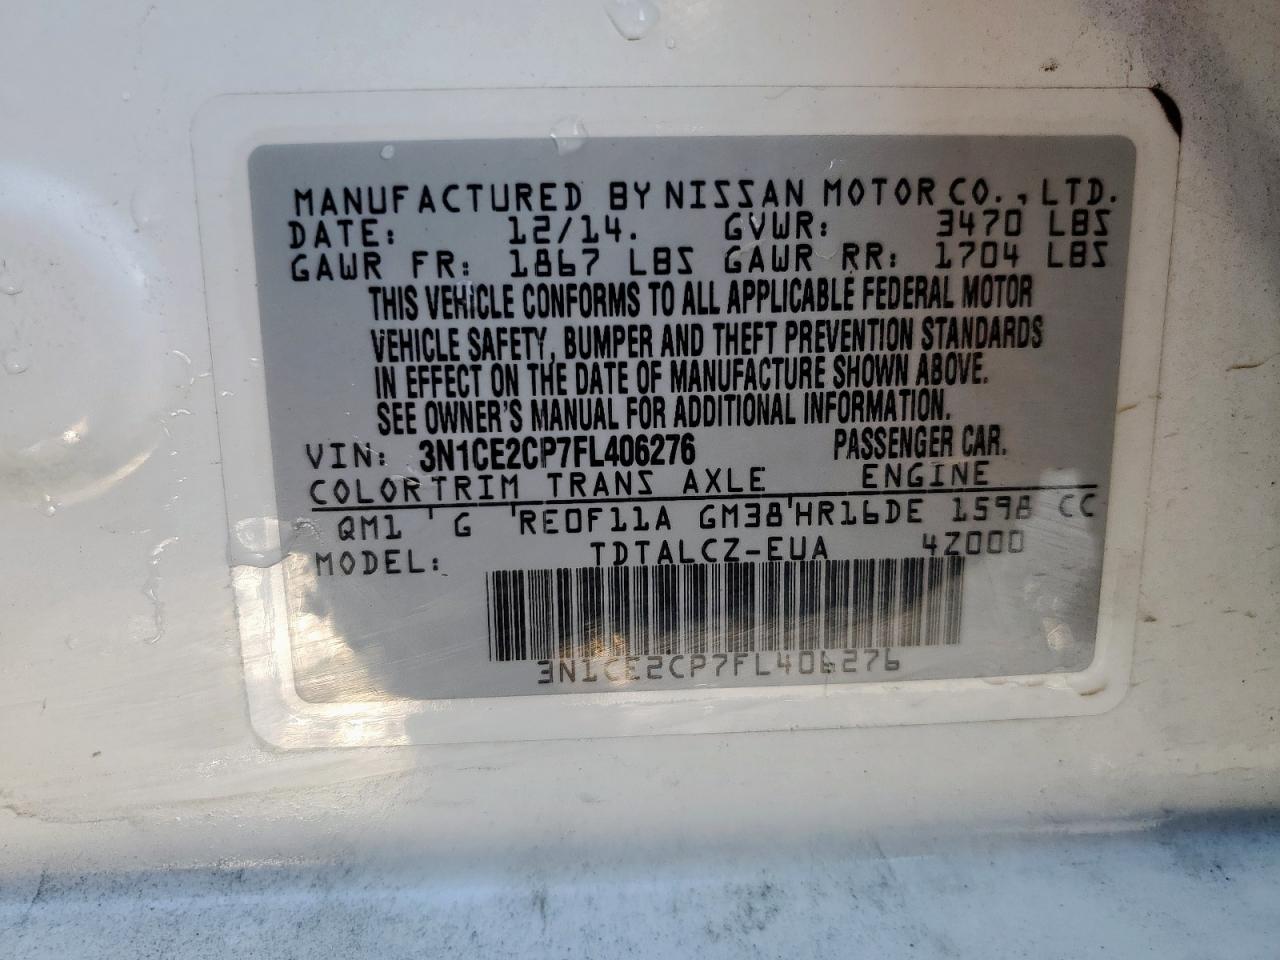 MANUFACTURED BY NISSAN MOTOR CO., LTD.
DATE: 12/14. GVWR: 3470 LBS
GAWR FR: 1867 LBS GAWR RR: 1704 LBS
THIS VEHICLE CONFORMS TO ALL APPLICABLE FEDERAL MOTOR
VEHICLE SAFETY, BUMPER AND THEFT PREVENTION STANDARDS
IN EFFECT ON THE DATE OF MANUFACTURE SHOWN ABOVE.
SEE OWNER'S MANUAL FOR ADDITIONAL INFORMATION.
VIN: 3N1CE2CP7FL406276 PASSENGER CAR.
COLOR TRIM TRANS AXLE ENGINE
QM1 ' G 'RE0F11A GM38'HR16DE 1598 CC
MODEL: TDTALCZ-EUA 4Z000
3N1CE2CP7FL406276